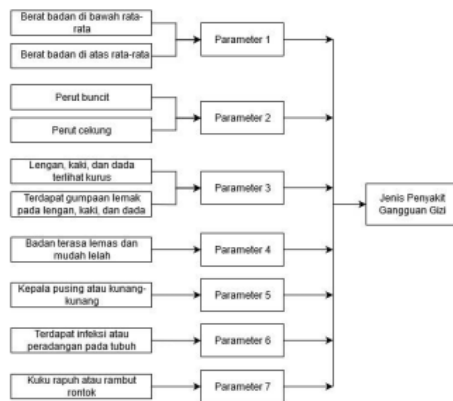 Berat badan di bawah rata-
rata
Berat badan di atas rata-rata
Parameter 1
Perut buncit
Perut cekung
Parameter 2
Lengan, kaki, dan dada
terlihat kurus
Terdapat gumpaan lemak
pada lengan, kaki, dan dada
Parameter 3
Badan terasa lemas dan
mudah lelah
Parameter 4
Kepala pusing atau kunang-
kunang
Parameter 5
Terdapat infeksi atau
peradangan pada tubuh
Parameter 6
Kuku rapuh atau rambut
rontok
Parameter 7
Jenis Penyakit
Gangguan Gizi